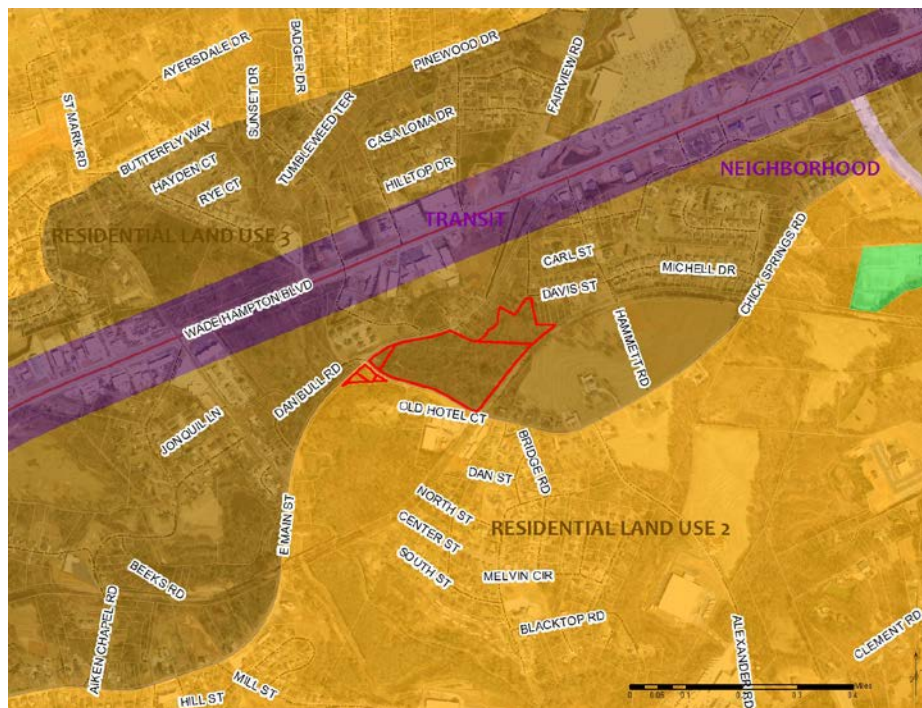 BADGER DR
AYERSDALE DR
PINEWOOD DR
FAIRVIEW RD
ST MARK RD
SUNSET DR
TUMBLEWEED TER
BUTTERFLY WAY
CASA LOMA DR
HAYDEN CT
RYE CT
HILLTOP DR
NEIGHBORHOOD
TRANSIT
RESIDENTIAL LAND USE 3
CARL ST
MICHELL DR
CHICK SPRINGS RD
DAVIS ST
WADE HAMPTON BLVD
HAMMETT RD
DAN BULL RD
OLD HOTEL CT
JONQUIL LN
BRIDGE RD
DAN ST
NORTH ST
E MAIN ST
CENTER ST
RESIDENTIAL LAND USE 2
SOUTH ST
BEEKS RD
MELVIN CIR
AIKEN CHAPEL RD
BLACKTOP RD
ALEXANDER RD
CLEMENT RD
MILL ST
HILL ST
Miles